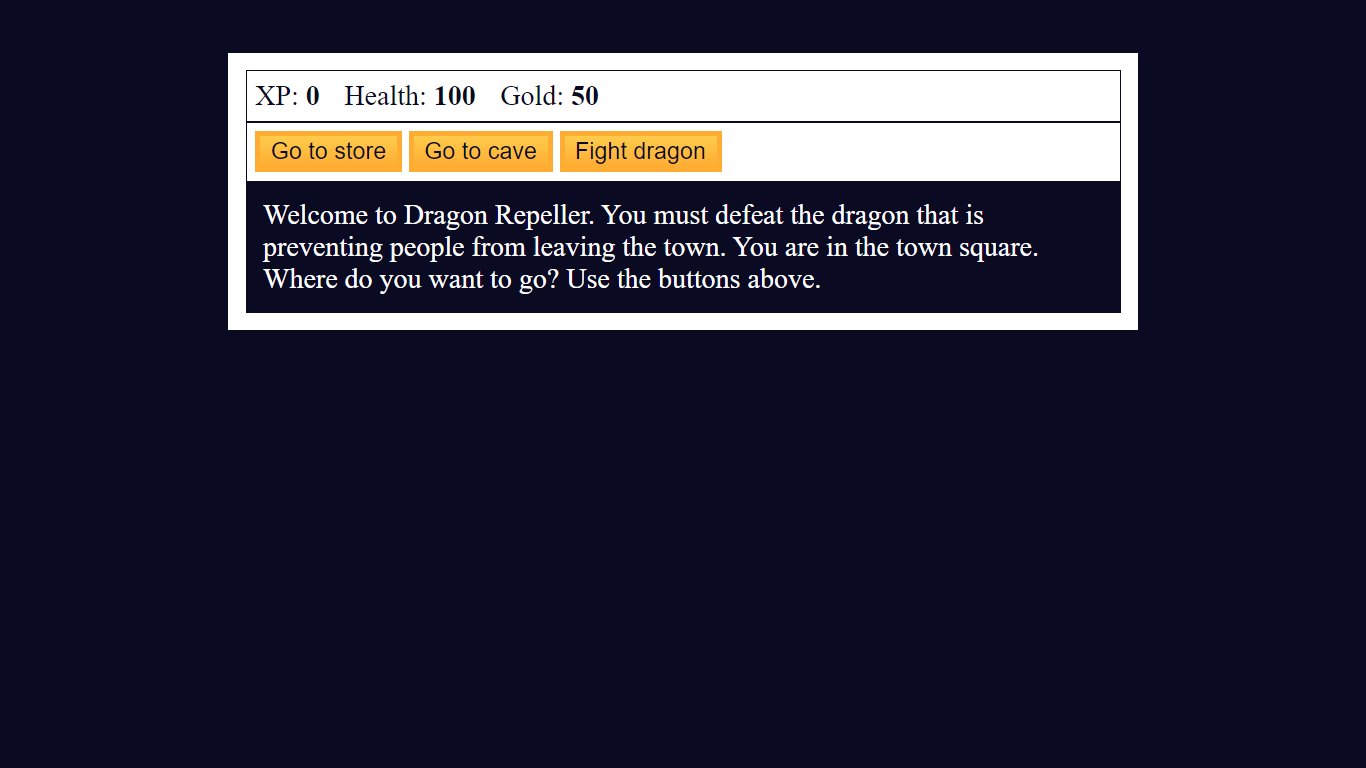 XP: 0 Health: 100 Gold: 50
Go to store Go to cave Fight dragon
Welcome to Dragon Repeller. You must defeat the dragon that is
preventing people from leaving the town. You are in the town square.
Where do you want to go? Use the buttons above.